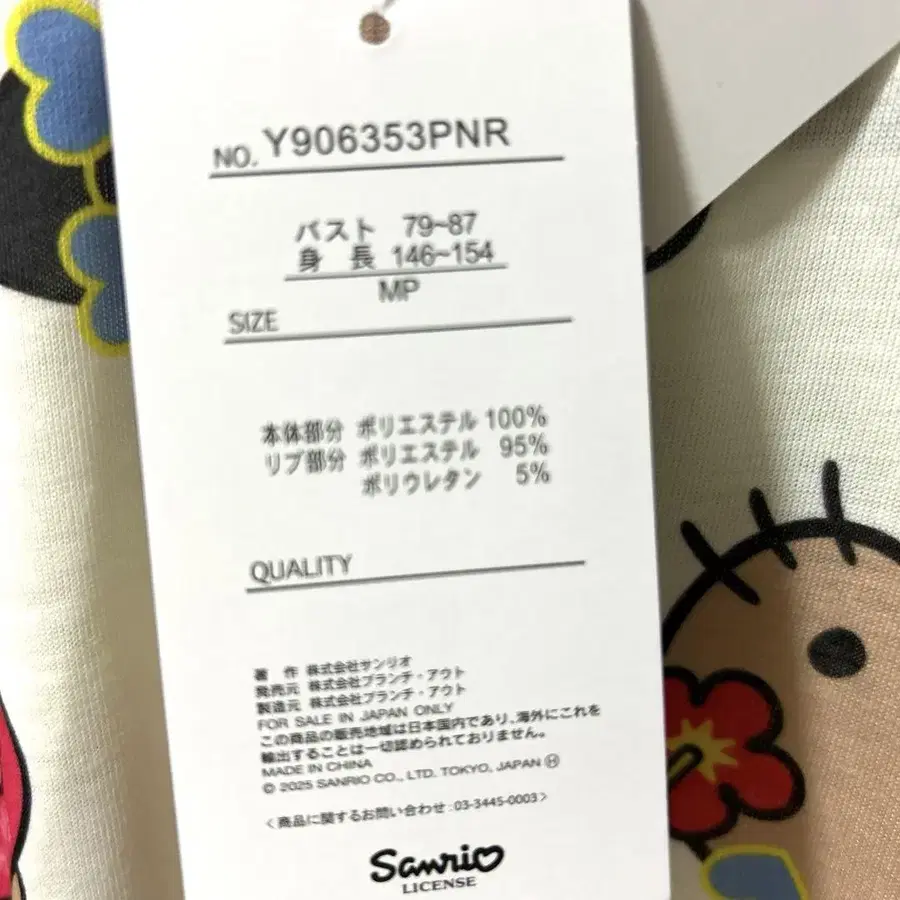 NO. Y906353PNR
バスト 79~87
身 長 146~154
MP
SIZE
本体部分 ポリエステル 100%
リブ部分 ポリエステル 95%
ポリウレタン 5%
QUALITY
著 作 株式会社サンリオ
発売元 株式会社ブランチ・アウト
製造元 株式会社ブランチ・アウト
FOR SALE IN JAPAN ONLY
この商品の販売地域は日本国内であり、海外にこれを
輸出することは一切認められておりません。
MADE IN CHINA
© 2025 SANRIO CO., LTD. TOKYO, JAPAN Ⓗ
<商品に関するお問い合わせ:03-3445-0003>
Sanrio
LICENSE